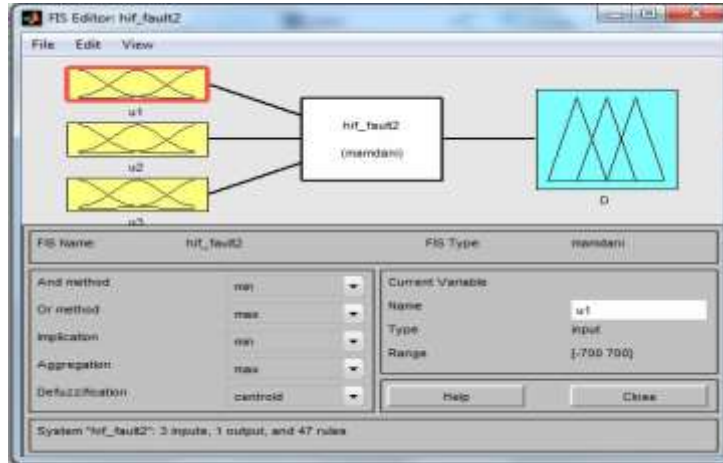 FIS Editor: hif_fault2
File Edit View
u1
u2
u3
hif_fault2
(mamdani)
D
FIS Name: hif_fault2 FIS Type: mamdani
And method min
Or method max
Implication min
Aggregation max
Defuzzification centroid
Current Variable
Name u1
Type input
Range [-700 700]
Help Close
System "hif_fault2": 3 inputs, 1 output, and 47 rules